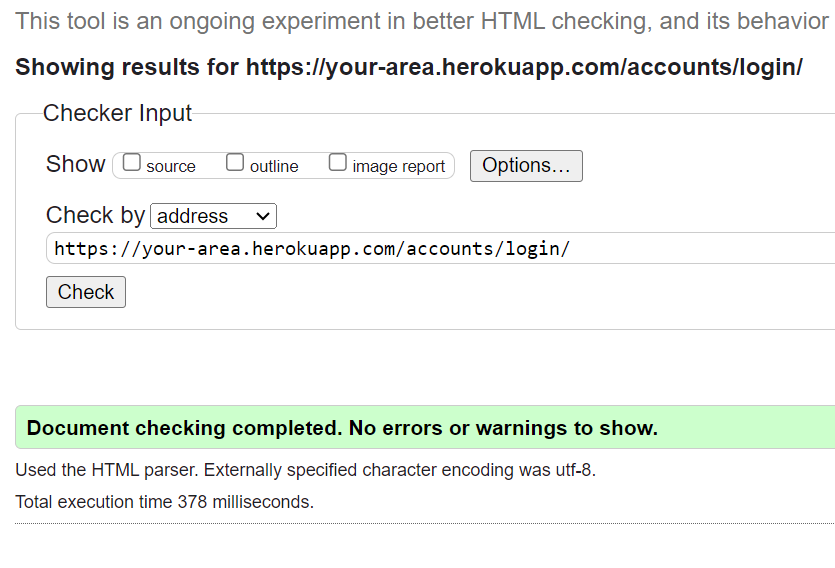 This tool is an ongoing experiment in better HTML checking, and its behavior
Showing results for https://your-area.herokuapp.com/accounts/login/
Checker Input
Show source outline image report Options...
Check by address
https://your-area.herokuapp.com/accounts/login/
Check
Document checking completed. No errors or warnings to show.
Used the HTML parser. Externally specified character encoding was utf-8.
Total execution time 378 milliseconds.